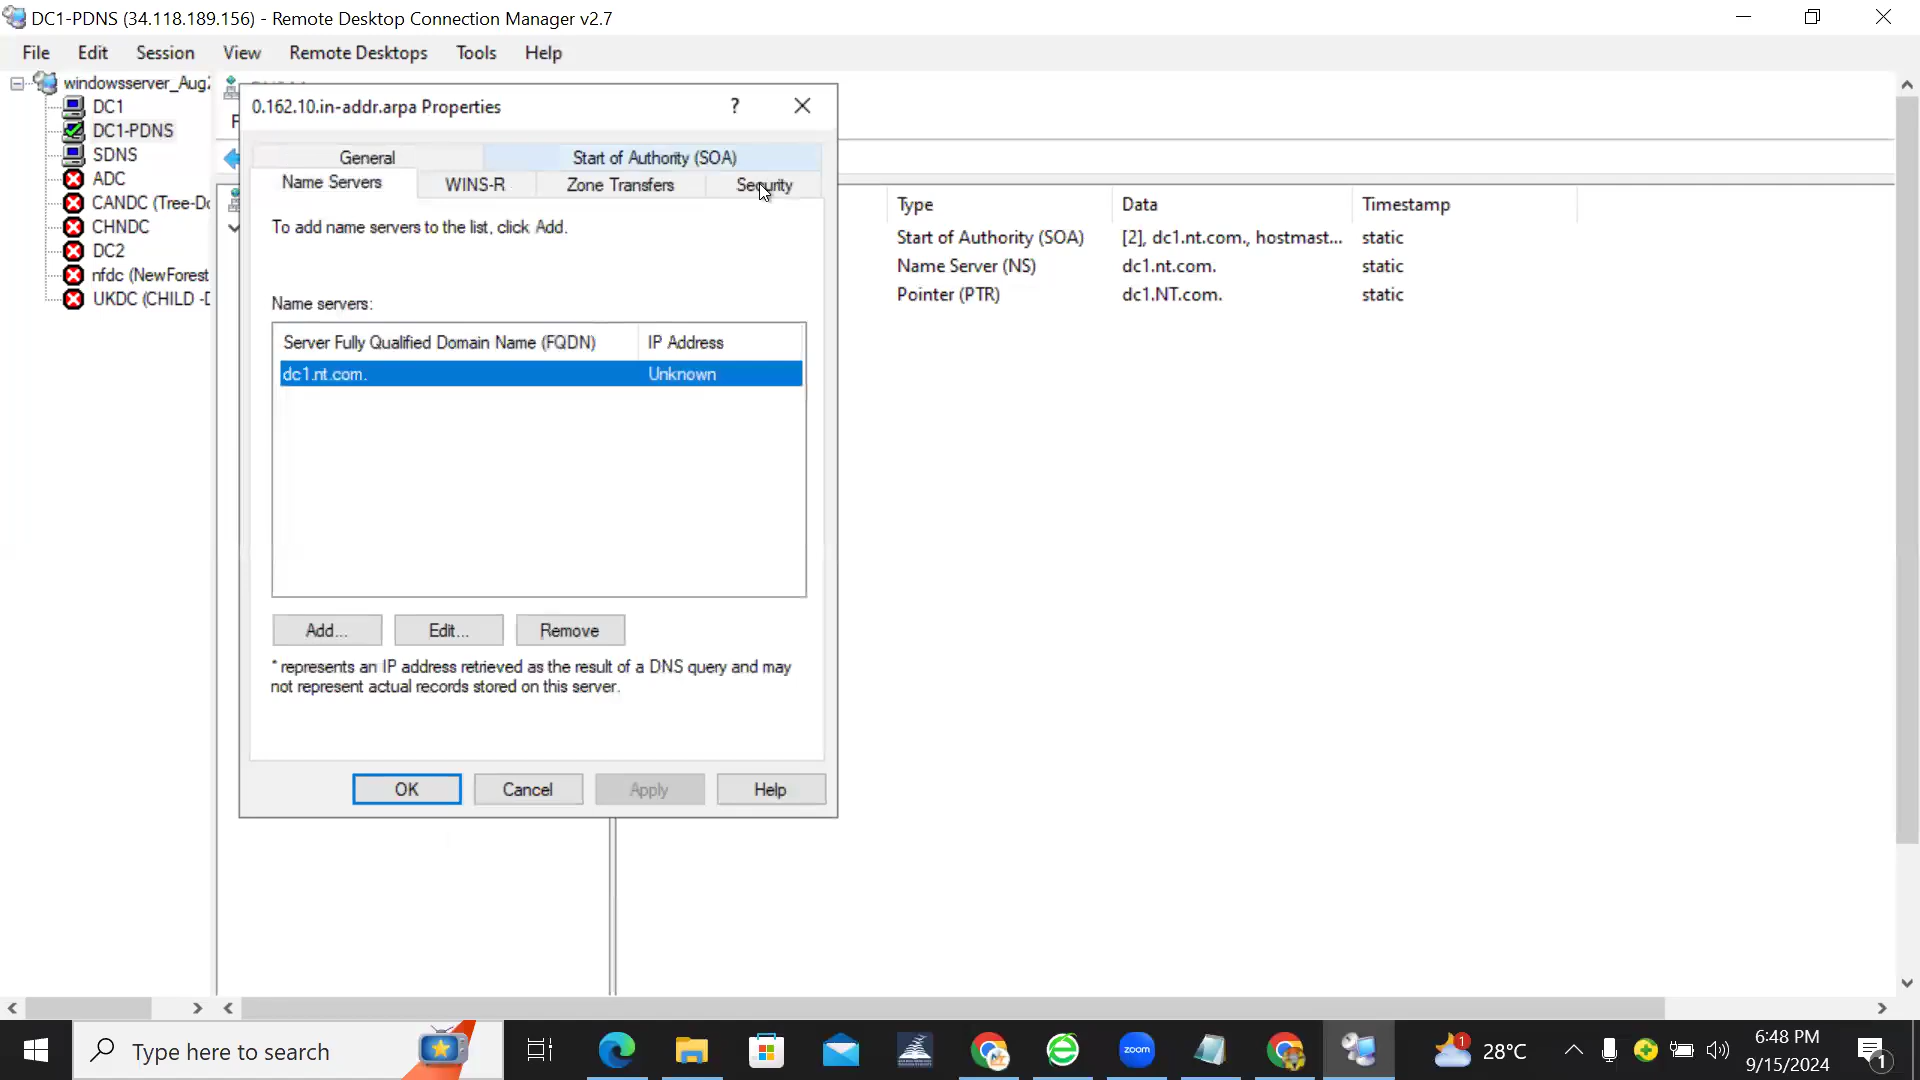 DC1-PDNS (34.118.189.156) - Remote Desktop Connection Manager v2.7
File Edit Session View Remote Desktops Tools Help
windowsserver_Aug
DC1
DC1-PDNS
SDNS
ADC
CANDC (Tree-Do
CHNDC
DC2
nfdc (NewForest
UKDC (CHILD -D
0.162.10.in-addr.arpa Properties ?
General Start of Authority (SOA)
Name Servers WINS-R Zone Transfers Security
To add name servers to the list, click Add.
Name servers:
Server Fully Qualified Domain Name (FQDN) IP Address
dc1.nt.com. Unknown
Add... Edit... Remove
* represents an IP address retrieved as the result of a DNS query and may
not represent actual records stored on this server.
OK Cancel Apply Help
Type Data Timestamp
Start of Authority (SOA) [2], dc1.nt.com., hostmast... static
Name Server (NS) dc1.nt.com. static
Pointer (PTR) dc1.NT.com. static
Type here to search
zoom
1
28°C
6:48 PM
9/15/2024
1